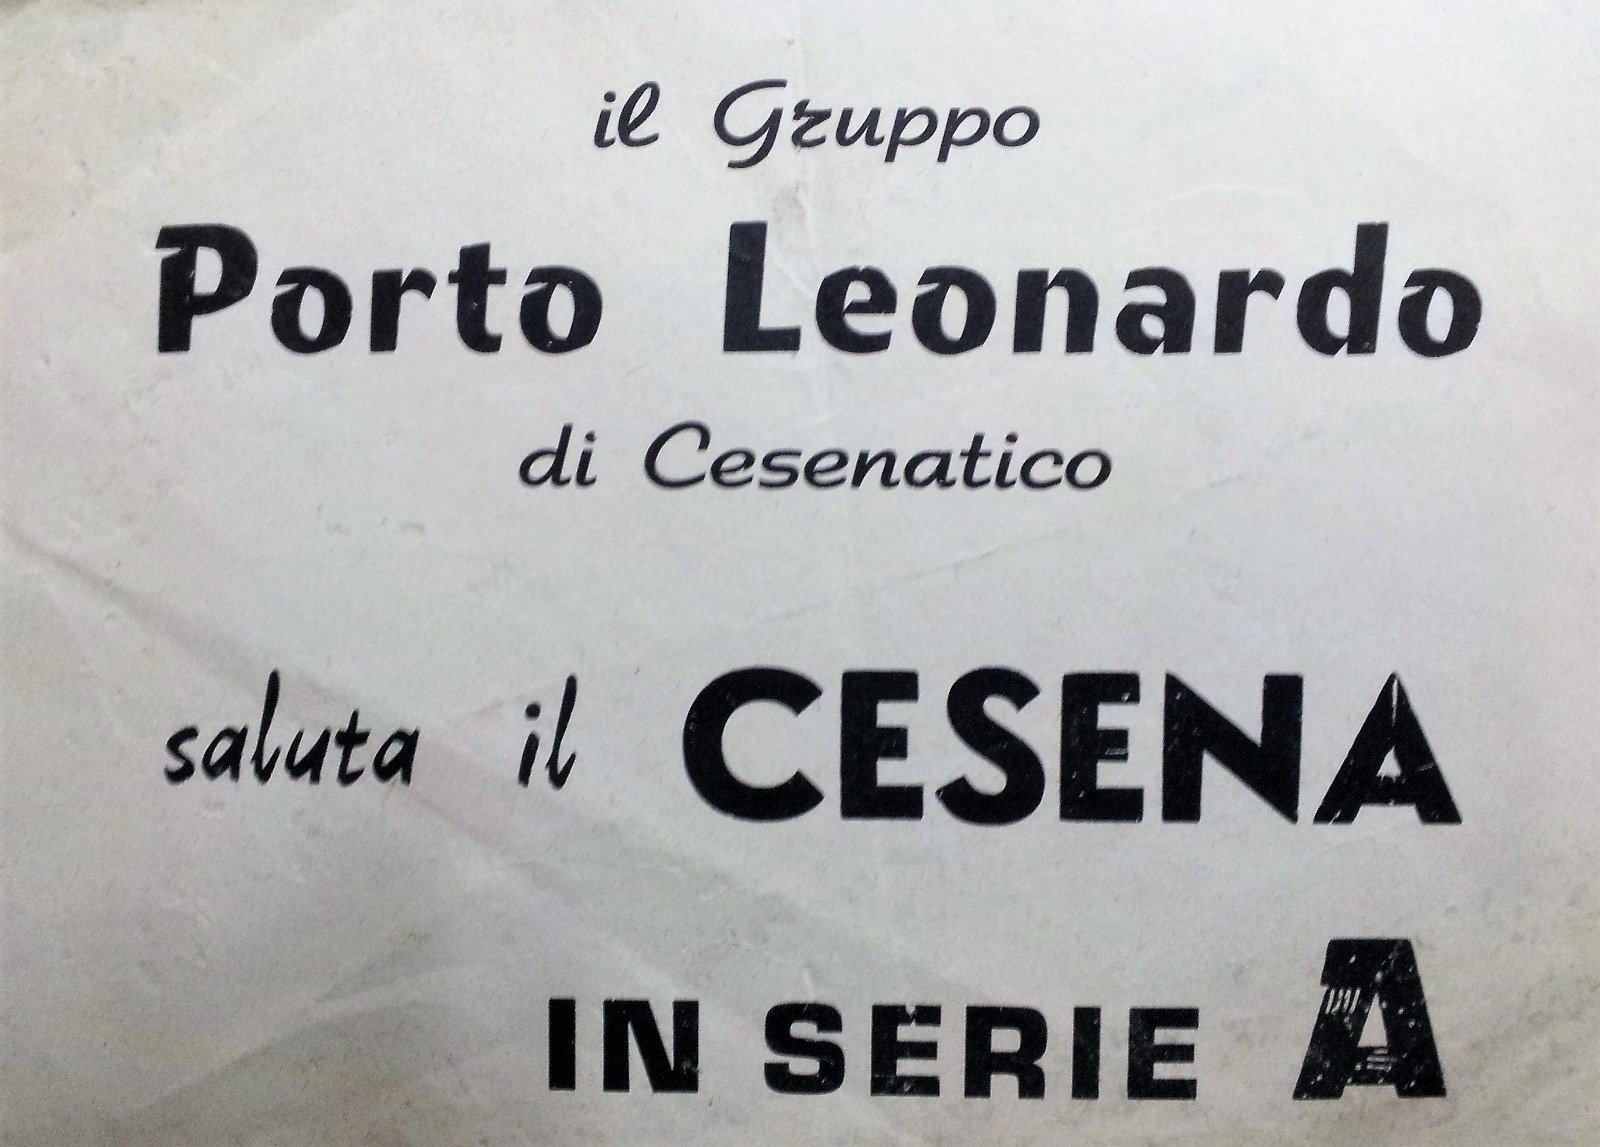 il Gruppo
Porto Leonardo
di Cesenatico
saluta il CESENA
IN SERIE A